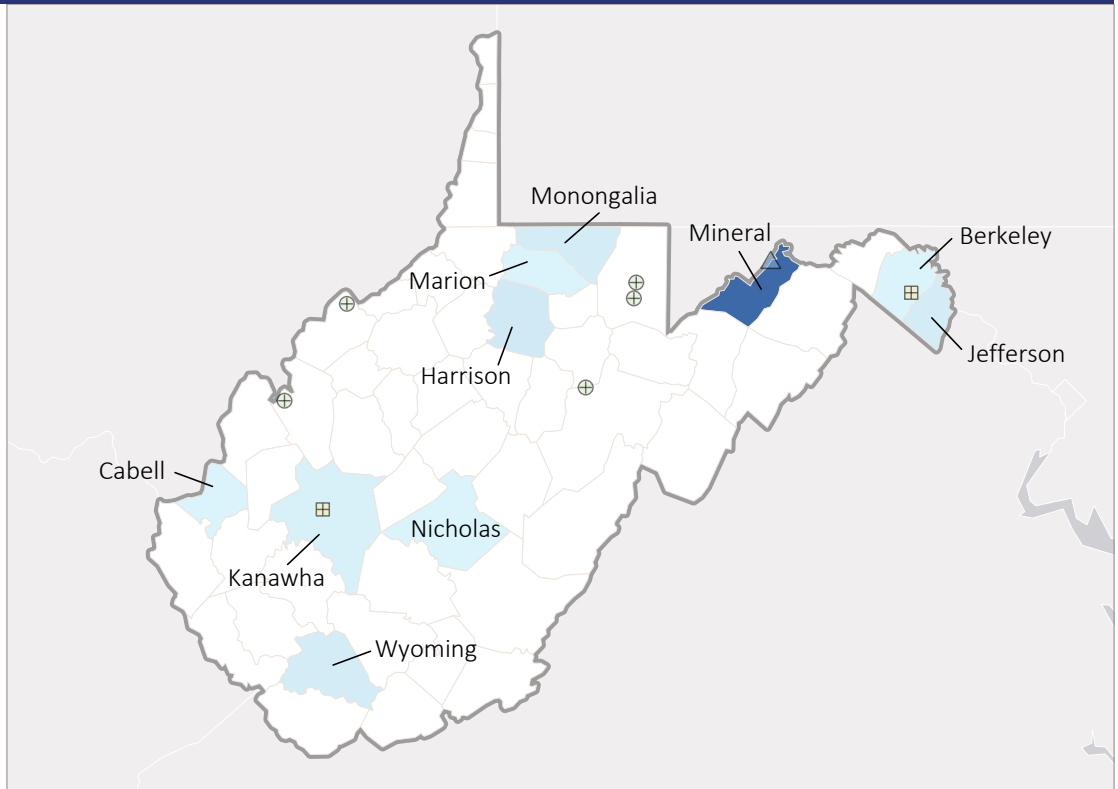 Monongalia
Mineral
Berkeley
Marion
Jefferson
Harrison
Cabell
Nicholas
Kanawha
Wyoming